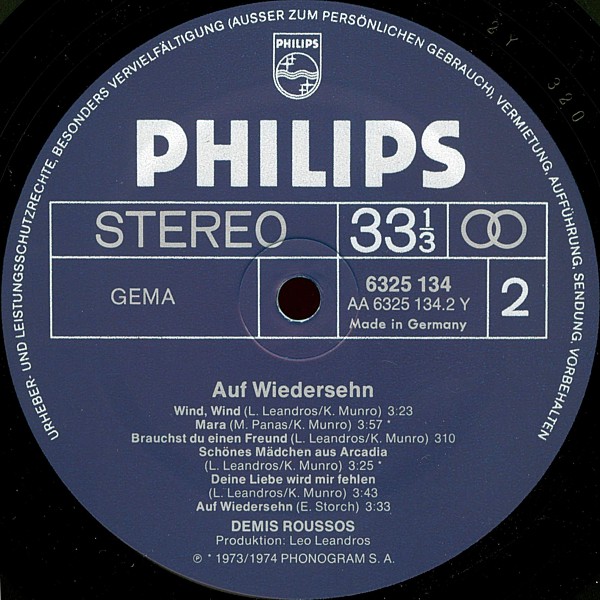 URHEBER- UND LEISTUNGSSCHUTZRECHTE, BESONDERS VERVIELFÄLTIGUNG (AUSSER ZUM PERSÖNLICHEN GEBRAUCH), VERMIETUNG, AUFFÜHRUNG, SENDUNG, VORBEHALTEN
2Y 320
PHILIPS
PHILIPS
STEREO 33 1/3
GEMA
6325 134
AA 6325 134.2 Y
Made in Germany
2
Auf Wiedersehn
Wind, Wind (L. Leandros/K. Munro) 3:23
Mara (M. Panas/K. Munro) 3:57 *
Brauchst du einen Freund (L. Leandros/K. Munro) 310
Schönes Mädchen aus Arcadia
(L. Leandros/K. Munro) 3:25 *
Deine Liebe wird mir fehlen
(L. Leandros/K. Munro) 3:43
Auf Wiedersehn (E. Storch) 3:33
DEMIS ROUSSOS
Produktion: Leo Leandros
℗ * 1973/1974 PHONOGRAM S. A.